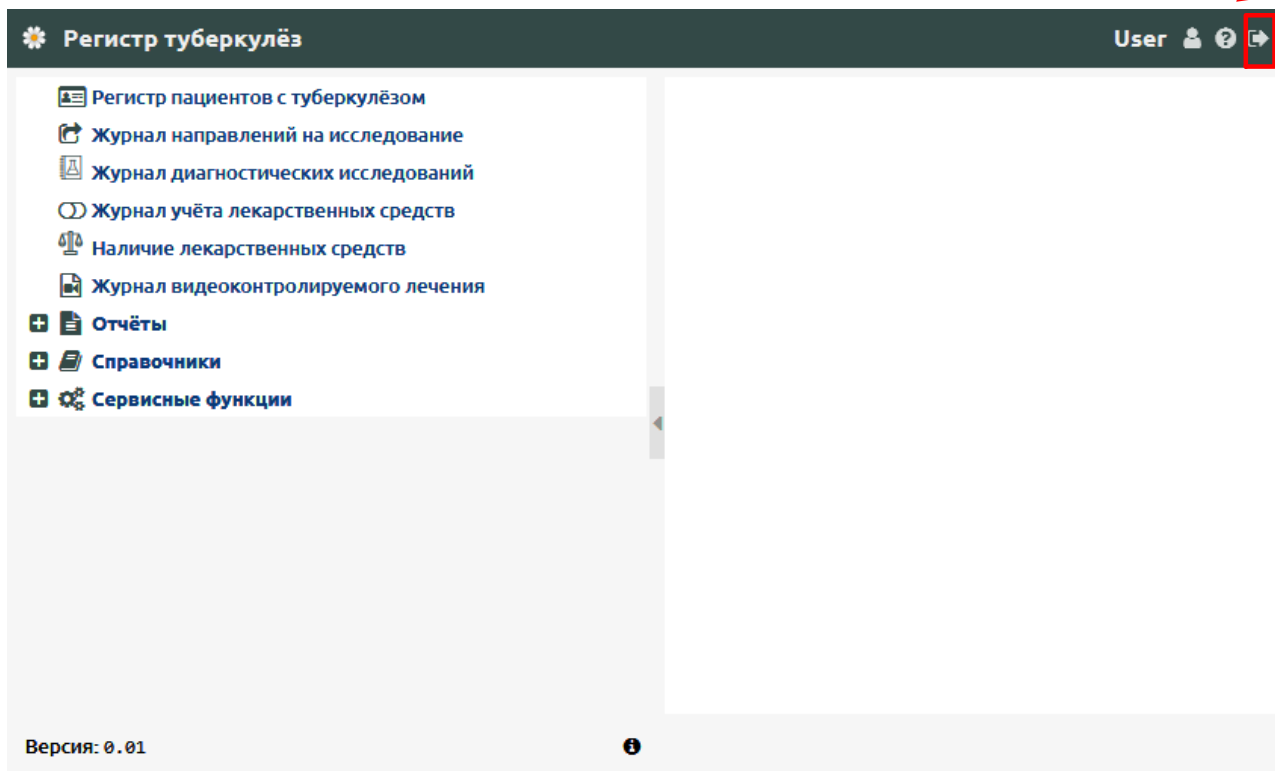 Регистр туберкулёз
User
Регистр пациентов с туберкулёзом
Журнал направлений на исследование
Журнал диагностических исследований
Журнал учёта лекарственных средств
Наличие лекарственных средств
Журнал видеоконтролируемого лечения
Отчёты
Справочники
Сервисные функции
Версия: 0.01